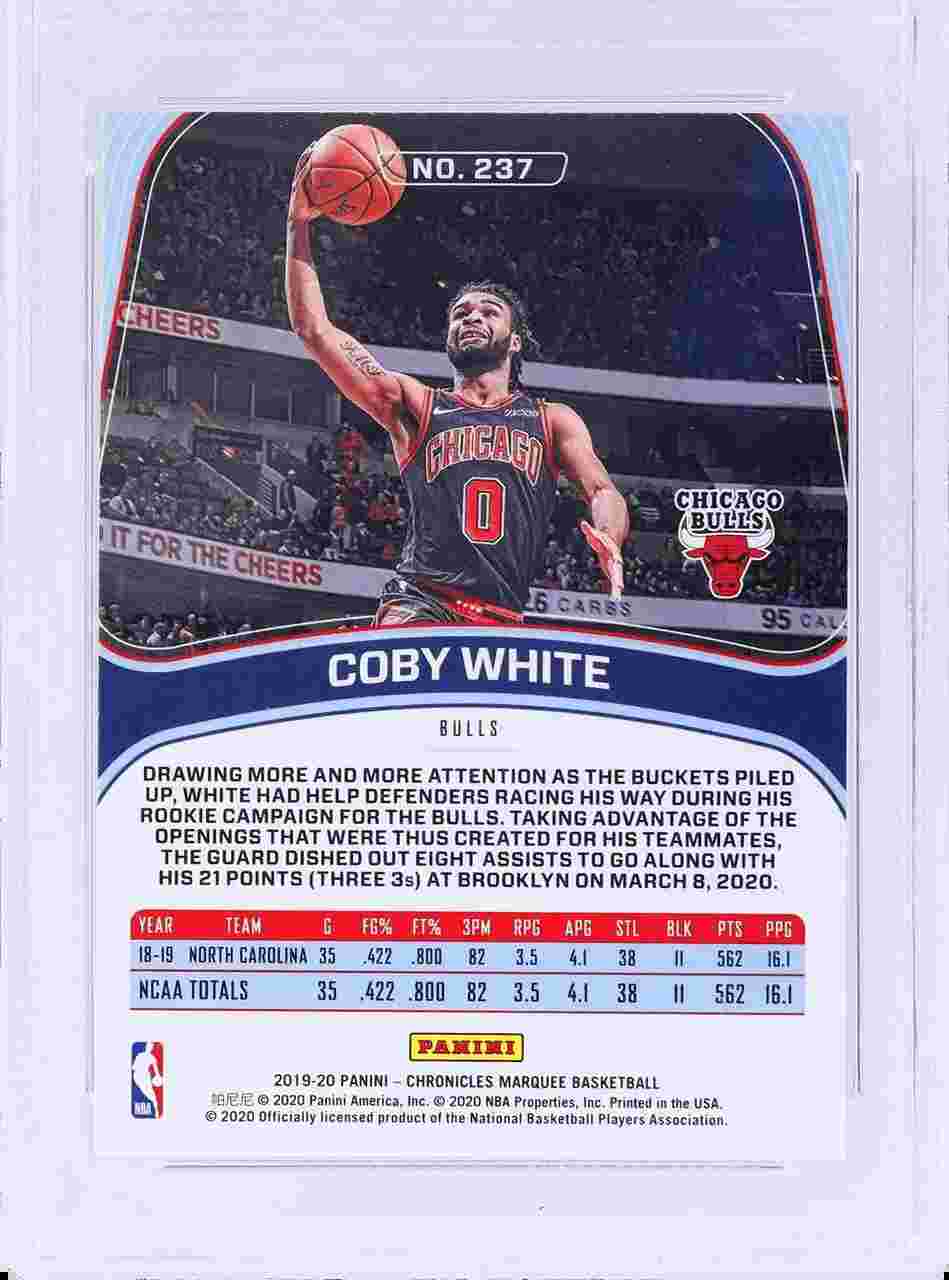 NO. 237
CHEERS
CHICAGO
0
CHICAGO
BULLS
IT FOR THE CHEERS
CARBS
95 CAL
COBY WHITE
BULLS
DRAWING MORE AND MORE ATTENTION AS THE BUCKETS PILED
UP, WHITE HAD HELP DEFENDERS RACING HIS WAY DURING HIS
ROOKIE CAMPAIGN FOR THE BULLS. TAKING ADVANTAGE OF THE
OPENINGS THAT WERE THUS CREATED FOR HIS TEAMMATES,
THE GUARD DISHED OUT EIGHT ASSISTS TO GO ALONG WITH
HIS 21 POINTS (THREE 3s) AT BROOKLYN ON MARCH 8, 2020.
YEAR TEAM G FG% FT% 3PM RPG APG STL BLK PTS PPG
18-19 NORTH CAROLINA 35 .422 .800 82 3.5 4.1 38 11 562 16.1
NCAA TOTALS 35 .422 .800 82 3.5 4.1 38 11 562 16.1
PANINI
NBA
2019-20 PANINI – CHRONICLES MARQUEE BASKETBALL
帕尼尼 © 2020 Panini America, Inc. © 2020 NBA Properties, Inc. Printed in the USA.
© 2020 Officially licensed product of the National Basketball Players Association.